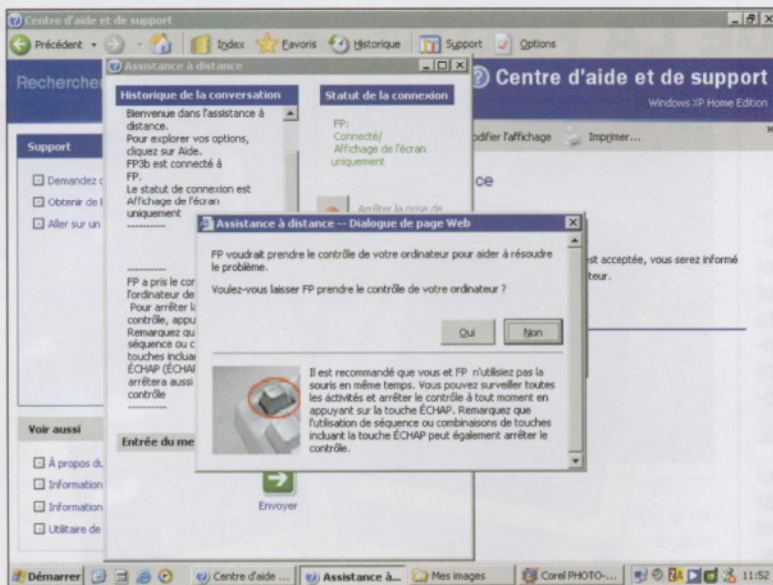 Centre d'aide et de support
Précédent
Index
Favoris
Historique
Support
Options
Rechercher
Centre d'aide et de support
Windows XP Home Edition
Assistance à distance
Historique de la conversation
Bienvenue dans l'assistance à
distance.
Pour explorer vos options,
cliquez sur Aide.
FP3b est connecté à
FP.
Le statut de connexion est
Affichage de l'écran
uniquement
----------
----------
FP a pris le con
l'ordinateur de
Pour arrêter la
contrôle, appu
Remarquez qu
séquence ou c
touches incluan
ÉCHAP (ÉCHAP
arrêtera aussi
contrôle
----------
Entrée du me
Envoyer
Statut de la connexion
FP:
Connecté/
Affichage de l'écran
uniquement
Arrêter la prise de
odifier l'affichage
Imprimer...
ce
est acceptée, vous serez informé
teur.
Support
Demandez
Obtenir de l
Aller sur un
Voir aussi
À propos du
Information
Information
Utilitaire de
Assistance à distance -- Dialogue de page Web
FP voudrait prendre le contrôle de votre ordinateur pour aider à résoudre
le problème.
Voulez-vous laisser FP prendre le contrôle de votre ordinateur ?
Oui
Non
Il est recommandé que vous et FP n'utilisiez pas la
souris en même temps. Vous pouvez surveiller toutes
les activités et arrêter le contrôle à tout moment en
appuyant sur la touche ÉCHAP. Remarquez que
l'utilisation de séquence ou combinaisons de touches
incluant la touche ÉCHAP peut également arrêter le
contrôle.
Démarrer
Centre d'aide ...
Assistance à...
Mes images
Corel PHOTO-...
11:52